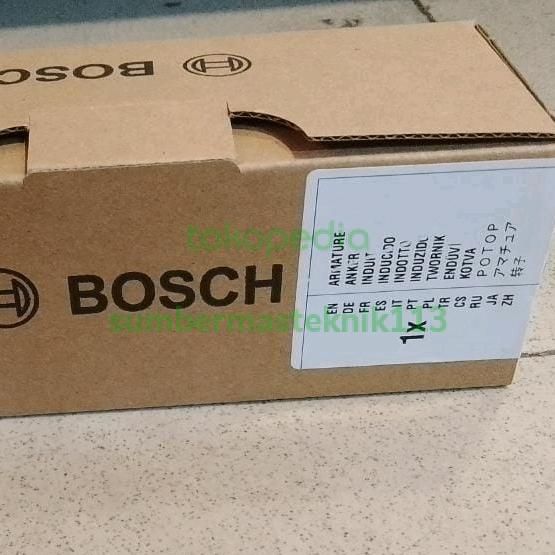 BOSCH
BOSCH
tokopedia
sumbermasteknik113
1x
EN ARMATURE
DE ANKER
FR INDUIT
ES INDUCIDO
IT INDOTTO
PT INDUZIDO
PL TWORNIK
TR ENDÜVİ
CS KOTVA
RU РОТОР
JA アマチュア
ZH 转子